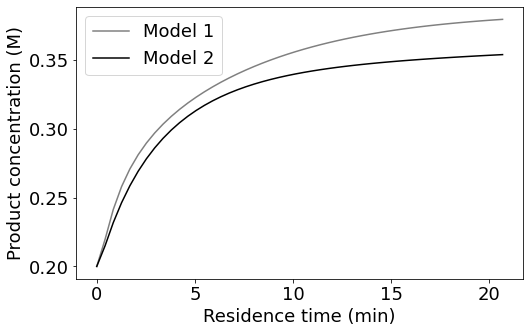 Model 1
Model 2
Product concentration (M)
0.35
0.30
0.25
0.20
0
5
10
15
20
Residence time (min)